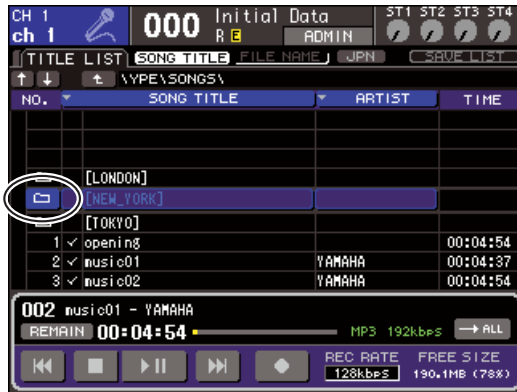 CH 1 000 Initial Data ST1 ST2 ST3 ST4
ch 1 R E ADMIN
TITLE LIST SONG TITLE FILE NAME JPN SAVE LIST
\YPE\SONGS\
NO. SONG TITLE ARTIST TIME
[LONDON]
[NEW_YORK]
[TOKYO]
1 ✓ opening 00:04:54
2 ✓ music01 YAMAHA 00:04:37
3 ✓ music02 YAMAHA 00:04:54
002 music01 - YAMAHA
REMAIN 00:04:54 MP3 192kbps → ALL
REC RATE FREE SIZE
128kbps 190.1MB (78%)